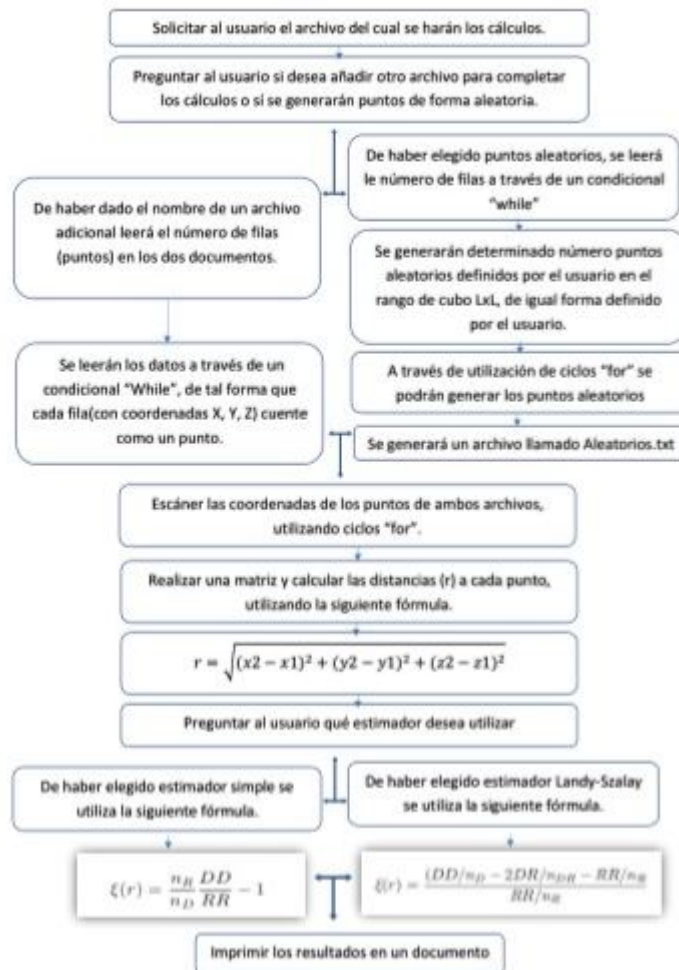 Solicitar al usuario el archivo del cual se harán los cálculos.
Preguntar al usuario si desea añadir otro archivo para completar
los cálculos o sí se generarán puntos de forma aleatoria.
De haber elegido puntos aleatorios, se leerá
le número de filas a través de un condicional
"while"
De haber dado el nombre de un archivo
adicional leerá el número de filas
(puntos) en los dos documentos.
Se generarán determinado número puntos
aleatorios definidos por el usuario en el
rango de cubo LxL, de igual forma definido
por el usuario.
Se leerán los datos a través de un
condicional "While", de tal forma que
cada fila(con coordenadas X, Y, Z) cuente
como un punto.
A través de utilización de ciclos "for" se
podrán generar los puntos aleatorios
Se generará un archivo llamado Aleatorios.txt
Escáner las coordenadas de los puntos de ambos archivos,
utilizando ciclos "for".
Realizar una matriz y calcular las distancias (r) a cada punto,
utilizando la siguiente fórmula.
r = √(x2 − x1)² + (y2 − y1)² + (z2 − z1)²
Preguntar al usuario qué estimador desea utilizar
De haber elegido estimador simple se
utiliza la siguiente fórmula.
De haber elegido estimador Landy-Szalay
se utiliza la siguiente fórmula.
ξ(r) = n_R/n_D DD/RR − 1
ξ(r) = (DD/n_D − 2DR/n_DR − RR/n_R / RR/n_R
Imprimir los resultados en un documento